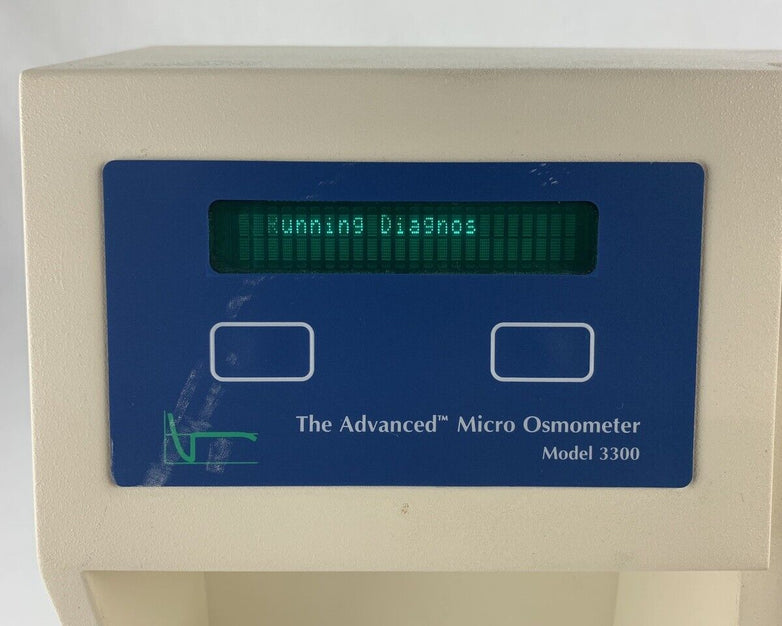 Running Diagnos
The Advanced™ Micro Osmometer
Model 3300